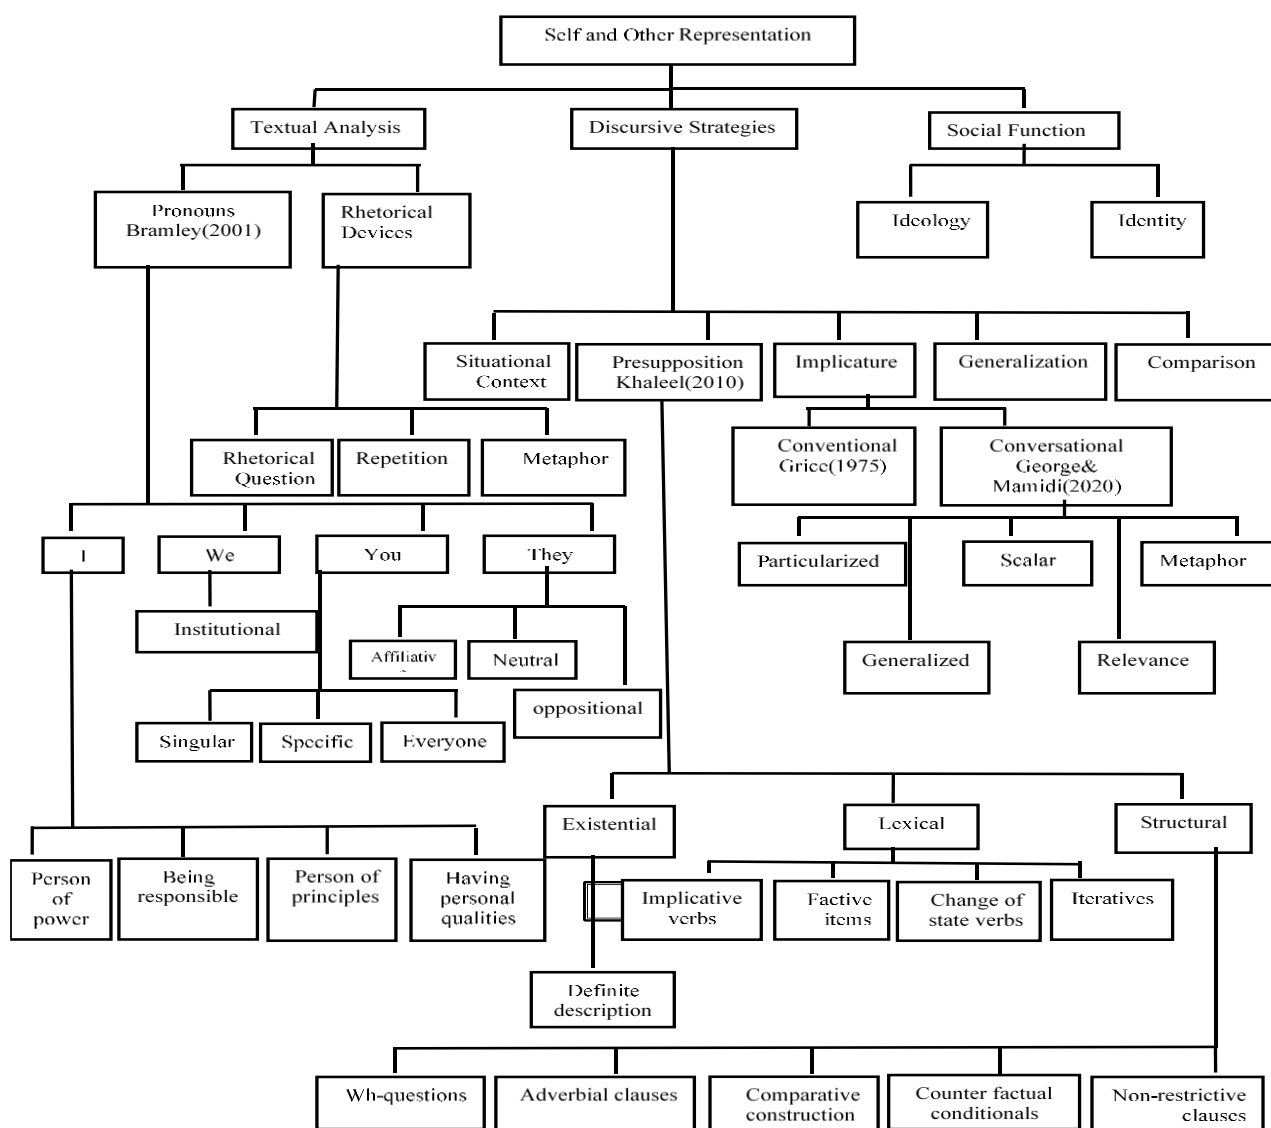 Self and Other Representation
Textual Analysis
Discursive Strategies
Social Function
Pronouns
Bramley(2001)
Rhetorical
Devices
Ideology
Identity
Situational
Context
Presupposition
Khaleel(2010)
Implicature
Generalization
Comparison
Rhetorical
Question
Repetition
Metaphor
Conventional
Grice(1975)
Conversational
George&
Mamidi(2020)
I
We
You
They
Particularized
Scalar
Metaphor
Institutional
Affiliativ
e
Neutral
Generalized
Relevance
oppositional
Singular
Specific
Everyone
Existential
Lexical
Structural
Person
of
power
Being
responsible
Person of
principles
Having
personal
qualities
Implicative
verbs
Factive
items
Change of
state verbs
Iteratives
Definite
description
Wh-questions
Adverbial clauses
Comparative
construction
Counter factual
conditionals
Non-restrictive
clauses